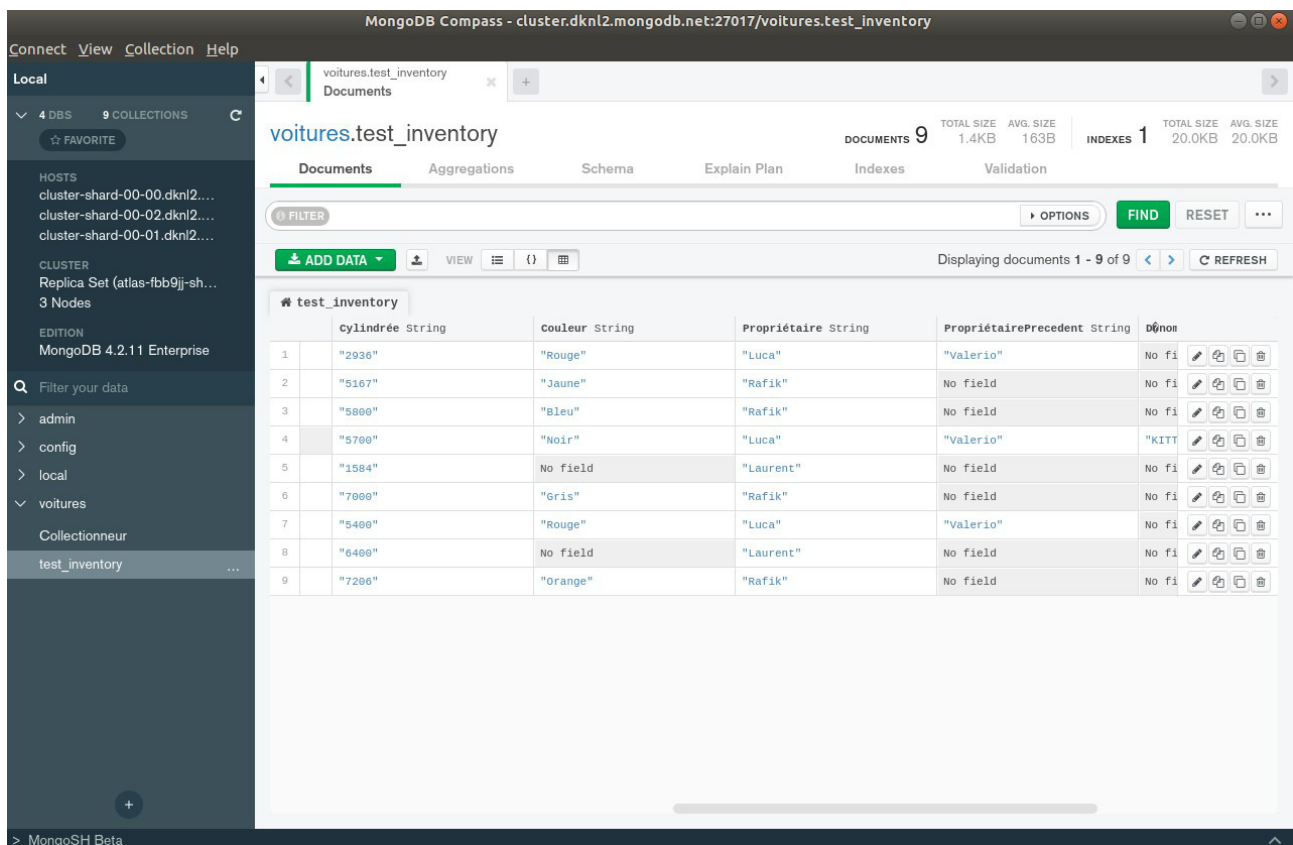 MongoDB Compass - cluster.dknl2.mongodb.net:27017/voitures.test_inventory
Connect View Collection Help
Local
4 DBS 9 COLLECTIONS
FAVORITE
HOSTS
cluster-shard-00-00.dknl2....
cluster-shard-00-02.dknl2....
cluster-shard-00-01.dknl2....
CLUSTER
Replica Set (atlas-fbb9jj-sh...
3 Nodes
EDITION
MongoDB 4.2.11 Enterprise
Filter your data
admin
config
local
voitures
Collectionneur
test_inventory ...
> MongoSH Beta
voitures.test_inventory
Documents
voitures.test_inventory
DOCUMENTS 9 TOTAL SIZE 1.4KB AVG. SIZE 163B INDEXES 1 TOTAL SIZE 20.0KB AVG. SIZE 20.0KB
Documents Aggregations Schema Explain Plan Indexes Validation
FILTER OPTIONS FIND RESET ...
ADD DATA VIEW {} Displaying documents 1 - 9 of 9 < > REFRESH
test_inventory
Cylindrée String Couleur String Propriétaire String PropriétairePrecedent String D�nom
1 "2936" "Rouge" "Luca" "Valerio" No fi
2 "5167" "Jaune" "Rafik" No field No fi
3 "5800" "Bleu" "Rafik" No field No fi
4 "5700" "Noir" "Luca" "Valerio" "KITT
5 "1584" No field "Laurent" No field No fi
6 "7000" "Gris" "Rafik" No field No fi
7 "5400" "Rouge" "Luca" "Valerio" No fi
8 "6400" No field "Laurent" No field No fi
9 "7206" "Orange" "Rafik" No field No fi